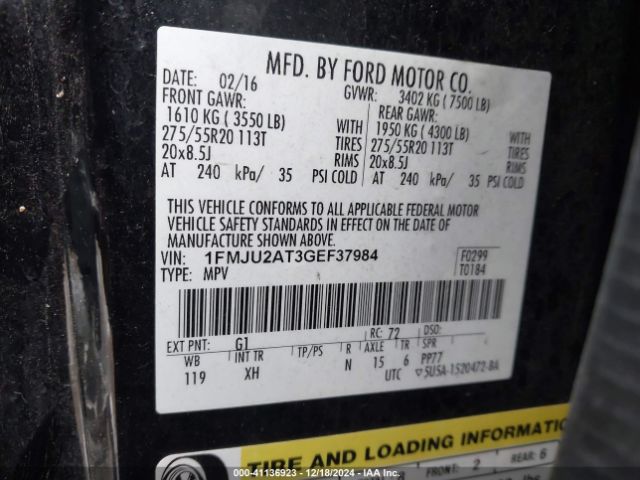 MFD. BY FORD MOTOR CO.
DATE: 02/16 GVWR: 3402 KG ( 7500 LB)
FRONT GAWR: REAR GAWR:
1610 KG ( 3550 LB) WITH 1950 KG ( 4300 LB) WITH
275/55R20 113T TIRES 275/55R20 113T TIRES
20x8.5J RIMS 20x8.5J RIMS
AT 240 kPa/ 35 PSI COLD AT 240 kPa/ 35 PSI COLD
THIS VEHICLE CONFORMS TO ALL APPLICABLE FEDERAL MOTOR
VEHICLE SAFETY STANDARDS IN EFFECT ON THE DATE OF
MANUFACTURE SHOWN ABOVE.
VIN: 1FMJU2AT3GEF37984 F0299
TYPE: MPV T0184
EXT PNT: G1 RC: 72 DSO:
WB INT TR TP/PS R AXLE TR SPR
119 XH N 15 6 PP77
UTC ▽5U5A-1520472-BA
TIRE AND LOADING INFORMATION
FRONT: 2 REAR: 6
00-41136923 - 12/18/2024 - IAA Corp.